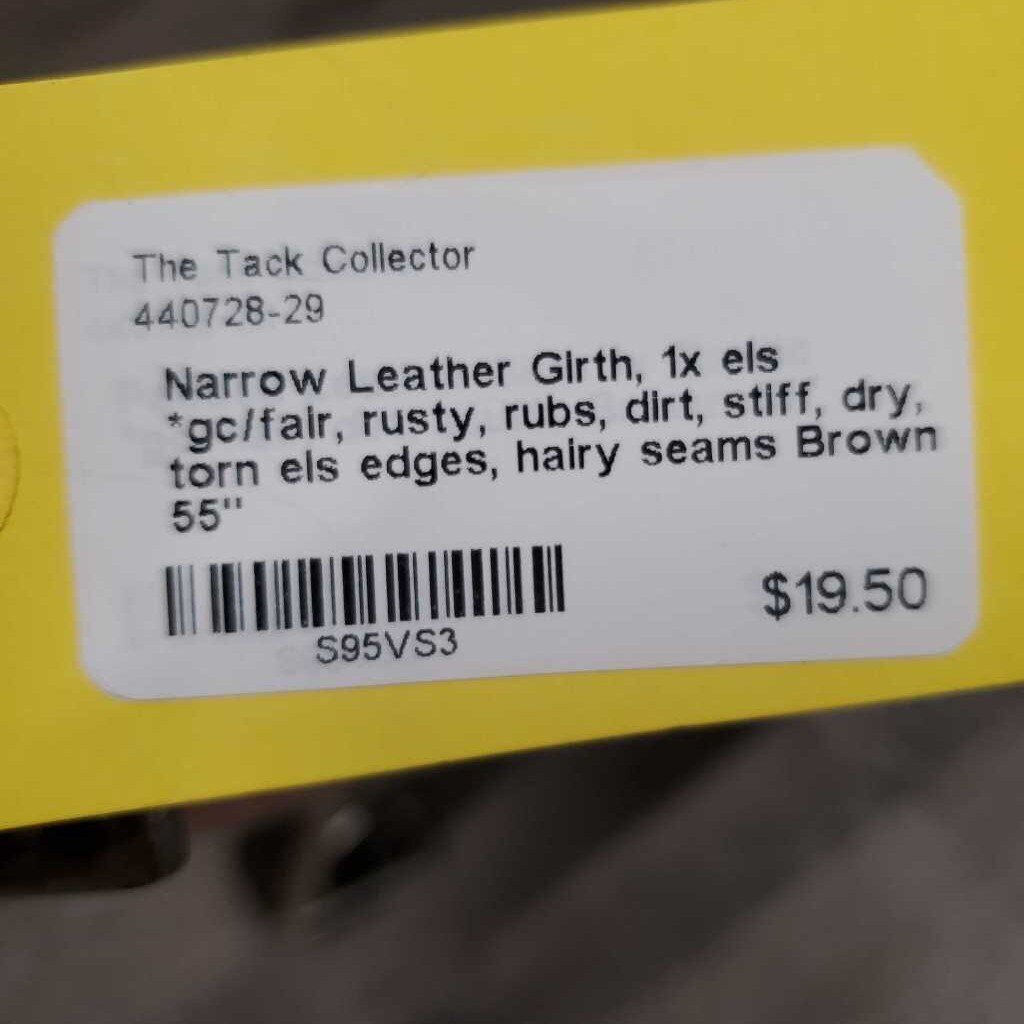 The Tack Collector
440728-29
Narrow Leather Girth, 1x els
*gc/fair, rusty, rubs, dirt, stiff, dry,
torn els edges, hairy seams Brown
55"
$19.50
S95VS3